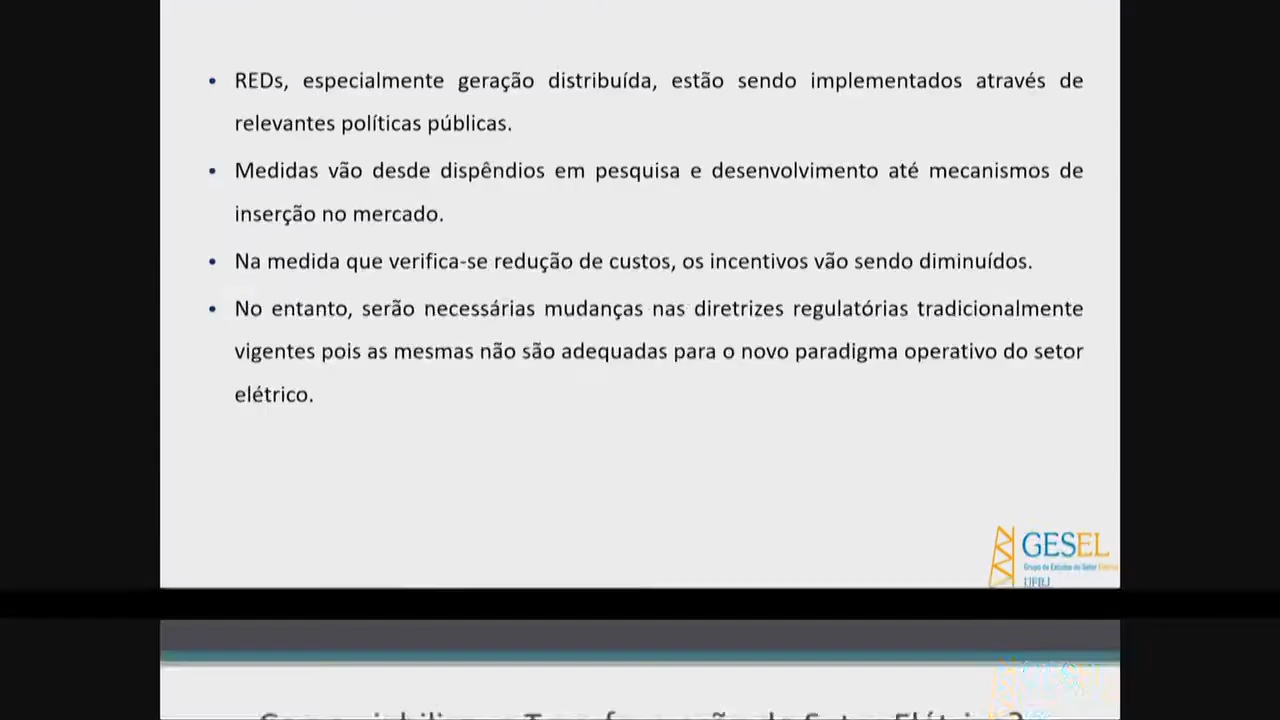 • REDs, especialmente geração distribuída, estão sendo implementados através de
relevantes políticas públicas.
• Medidas vão desde dispêndios em pesquisa e desenvolvimento até mecanismos de
inserção no mercado.
• Na medida que verifica-se redução de custos, os incentivos vão sendo diminuídos.
• No entanto, serão necessárias mudanças nas diretrizes regulatórias tradicionalmente
vigentes pois as mesmas não são adequadas para o novo paradigma operativo do setor
elétrico.
GESEL
Grupo de Estudos do Setor Elétrico
UFRJ